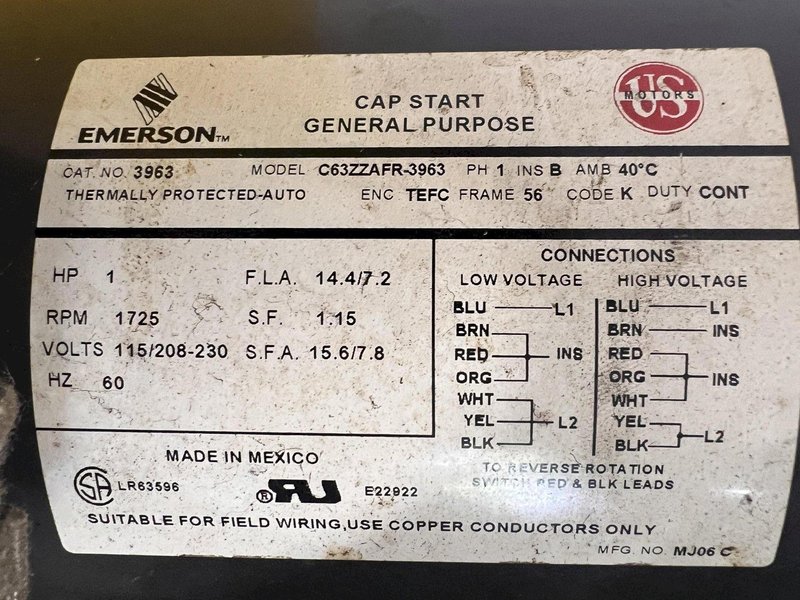 EMERSON™
CAP START
GENERAL PURPOSE
US
MOTORS
CAT. NO. 3963 MODEL C63ZZAFR-3963 PH 1 INS B AMB 40°C
THERMALLY PROTECTED-AUTO ENC TEFC FRAME 56 CODE K DUTY CONT
HP 1 F.L.A. 14.4/7.2
RPM 1725 S.F. 1.15
VOLTS 115/208-230 S.F.A. 15.6/7.8
HZ 60
CONNECTIONS
LOW VOLTAGE HIGH VOLTAGE
BLU L1 BLU L1
BRN BRN INS
RED INS RED
ORG ORG INS
WHT WHT
YEL L2 YEL
BLK BLK L2
TO REVERSE ROTATION
SWITCH RED & BLK LEADS
MADE IN MEXICO
SA LR63596 ® RU E22922
SUITABLE FOR FIELD WIRING,USE COPPER CONDUCTORS ONLY
MFG. NO. MJ06 C